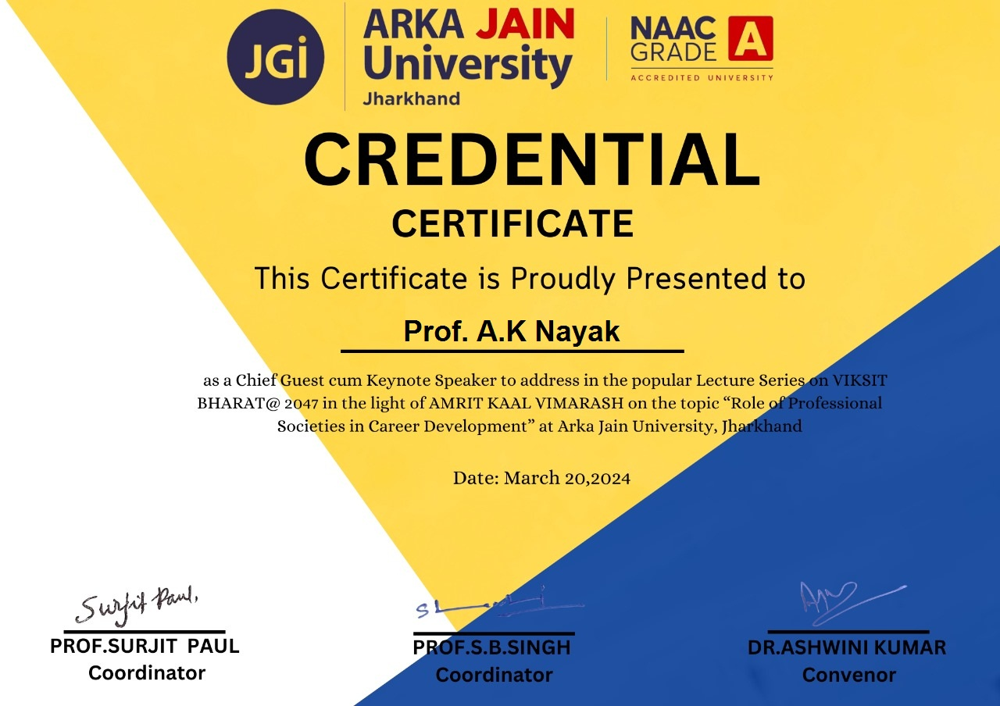 JGi
ARKA JAIN
University
Jharkhand
NAAC
GRADE A
ACCREDITED UNIVERSITY
CREDENTIAL
CERTIFICATE
This Certificate is Proudly Presented to
Prof. A.K Nayak
as a Chief Guest cum Keynote Speaker to address in the popular Lecture Series on VIKSIT
BHARAT@ 2047 in the light of AMRIT KAAL VIMARASH on the topic “Role of Professional
Societies in Career Development” at Arka Jain University, Jharkhand
Date: March 20,2024
Surjit Paul,
PROF.SURJIT PAUL
Coordinator
PROF.S.B.SINGH
Coordinator
DR.ASHWINI KUMAR
Convenor